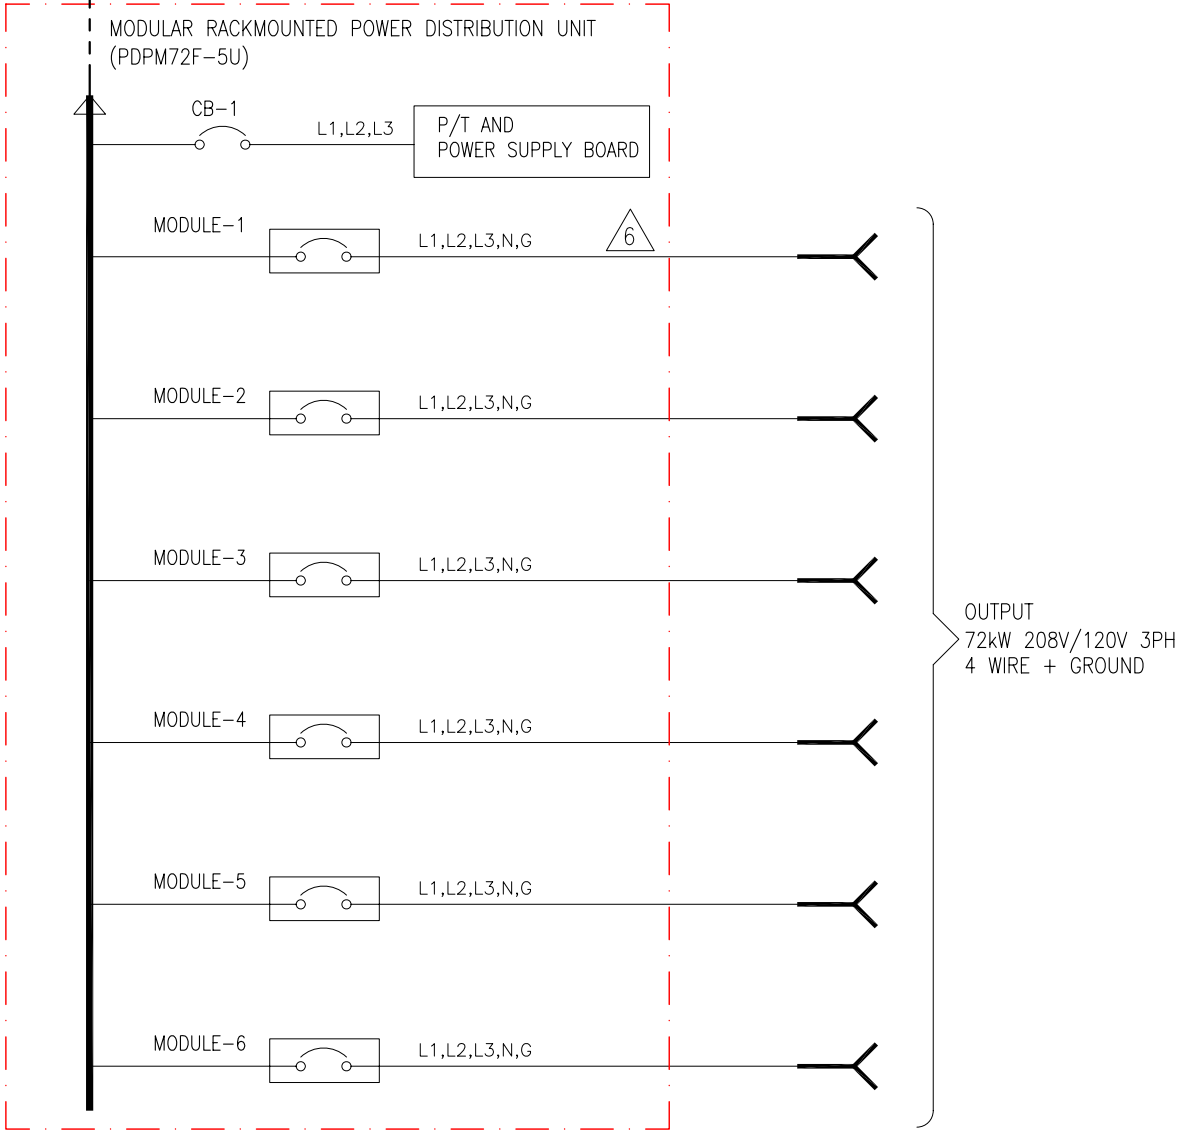 MODULAR RACKMOUNTED POWER DISTRIBUTION UNIT
(PDPM72F-5U)
CB-1
L1,L2,L3
P/T AND
POWER SUPPLY BOARD
MODULE-1
L1,L2,L3,N,G
6
MODULE-2
L1,L2,L3,N,G
MODULE-3
L1,L2,L3,N,G
OUTPUT
72kW 208V/120V 3PH
4 WIRE + GROUND
MODULE-4
L1,L2,L3,N,G
MODULE-5
L1,L2,L3,N,G
MODULE-6
L1,L2,L3,N,G